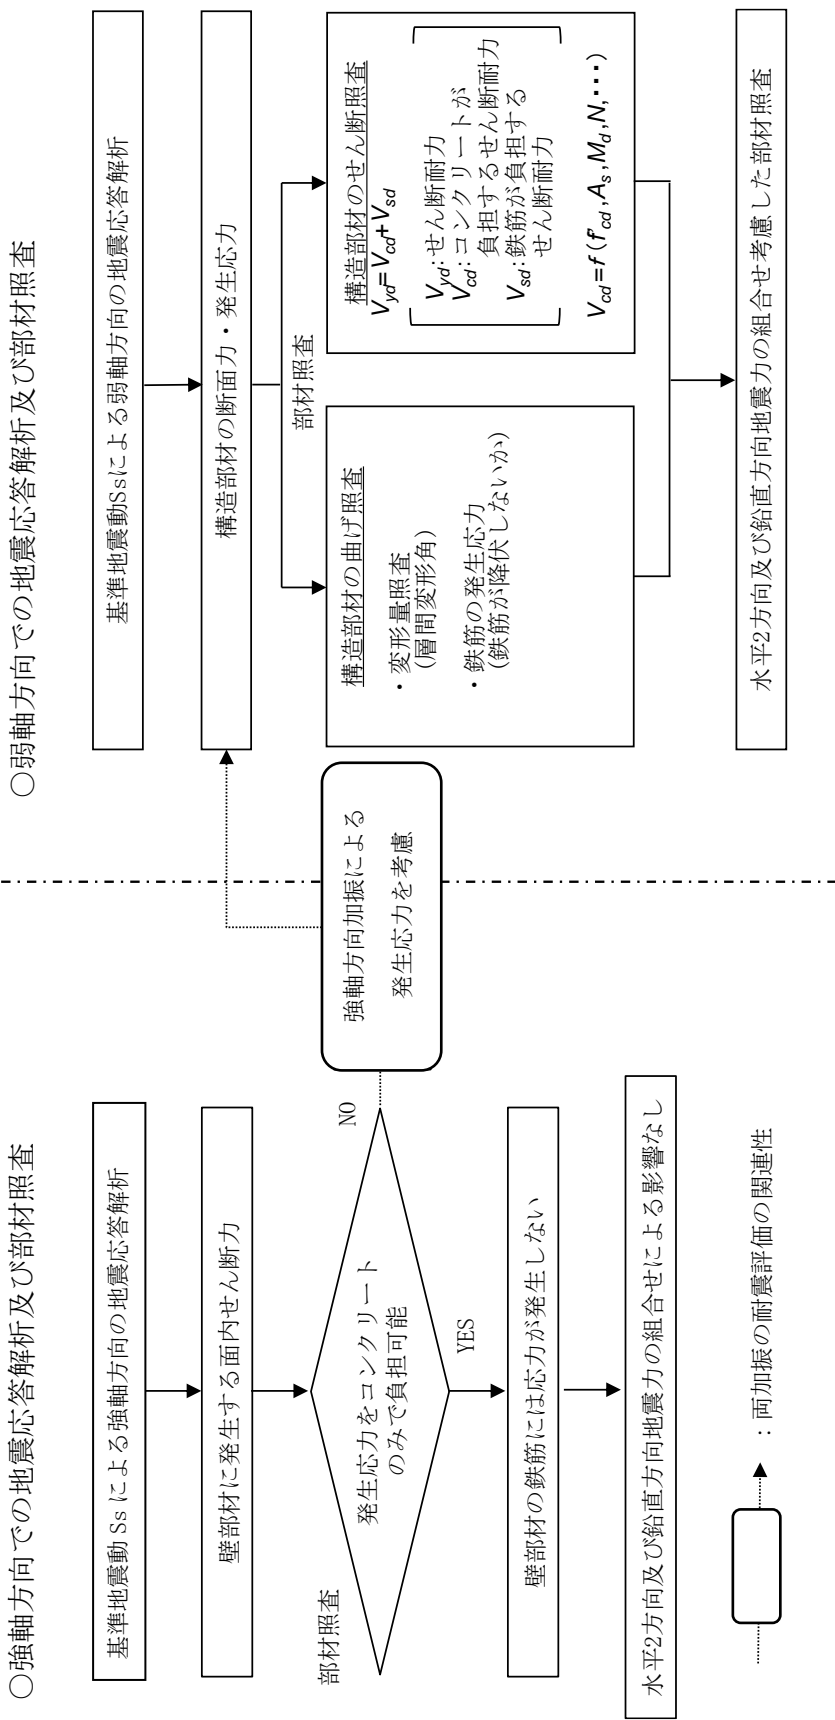 ○強軸方向での地震応答解析及び部材照査
基準地震動 Ss による強軸方向の地震応答解析
壁部材に発生する面内せん断力
部材照査
発生応力をコンクリート
のみで負担可能
NO
YES
壁部材の鉄筋には応力が発生しない
水平2方向及び鉛直方向地震力の組合せによる影響なし
：両加振の耐震評価の関連性
強軸方向加振による
発生応力を考慮
○弱軸方向での地震応答解析及び部材照査
基準地震動Ssによる弱軸方向の地震応答解析
構造部材の断面力・発生応力
部材照査
構造部材の曲げ照査
・変形量照査
(層間変形角)
・鉄筋の発生応力
(鉄筋が降伏しないか)
構造部材のせん断照査
Vyd=Vcd+Vsd
Vyd:せん断耐力
Vcd:コンクリートが
負担するせん断耐力
Vsd:鉄筋が負担する
せん断耐力
Vcd=f(f'cd,As,Md,N,･･･)
水平2方向及び鉛直方向地震力の組合せ考慮した部材照査